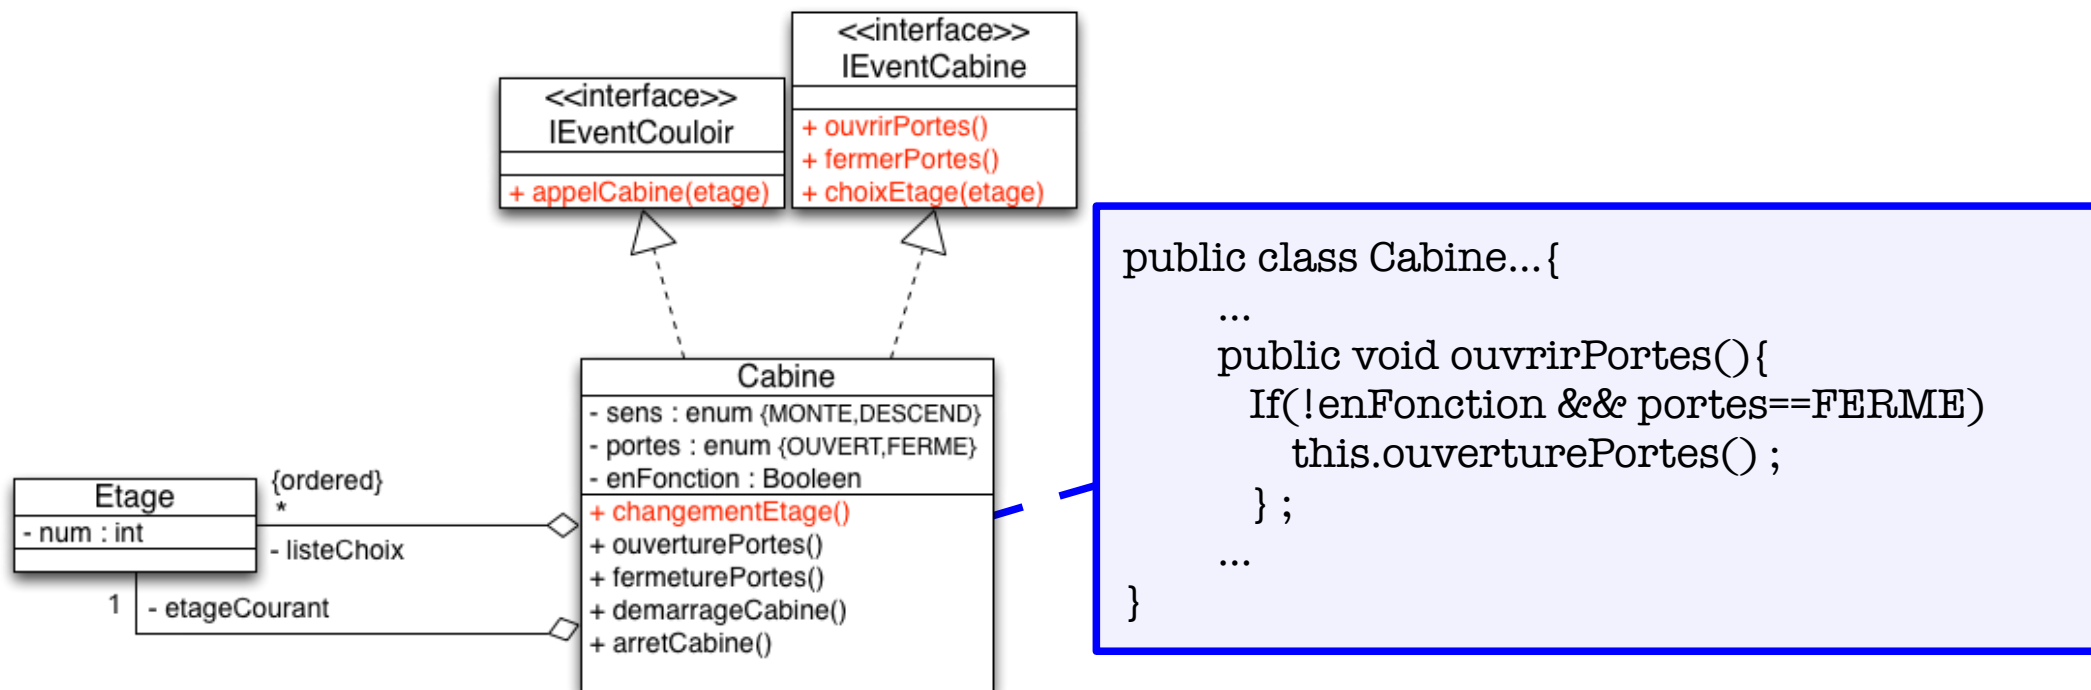 <<interface>>
IEventCouloir
+ appelCabine(etage)
<<interface>>
IEventCabine
+ ouvrirPortes()
+ fermerPortes()
+ choixEtage(etage)
Etage
- num : int
{ordered}
*
- listeChoix
1
- etageCourant
Cabine
- sens : enum {MONTE,DESCEND}
- portes : enum {OUVERT,FERME}
- enFonction : Booleen
+ changementEtage()
+ ouverturePortes()
+ fermeturePortes()
+ demarrageCabine()
+ arretCabine()
public class Cabine...{
...
public void ouvrirPortes(){
If(!enFonction && portes==FERME)
this.ouverturePortes() ;
} ;
...
}